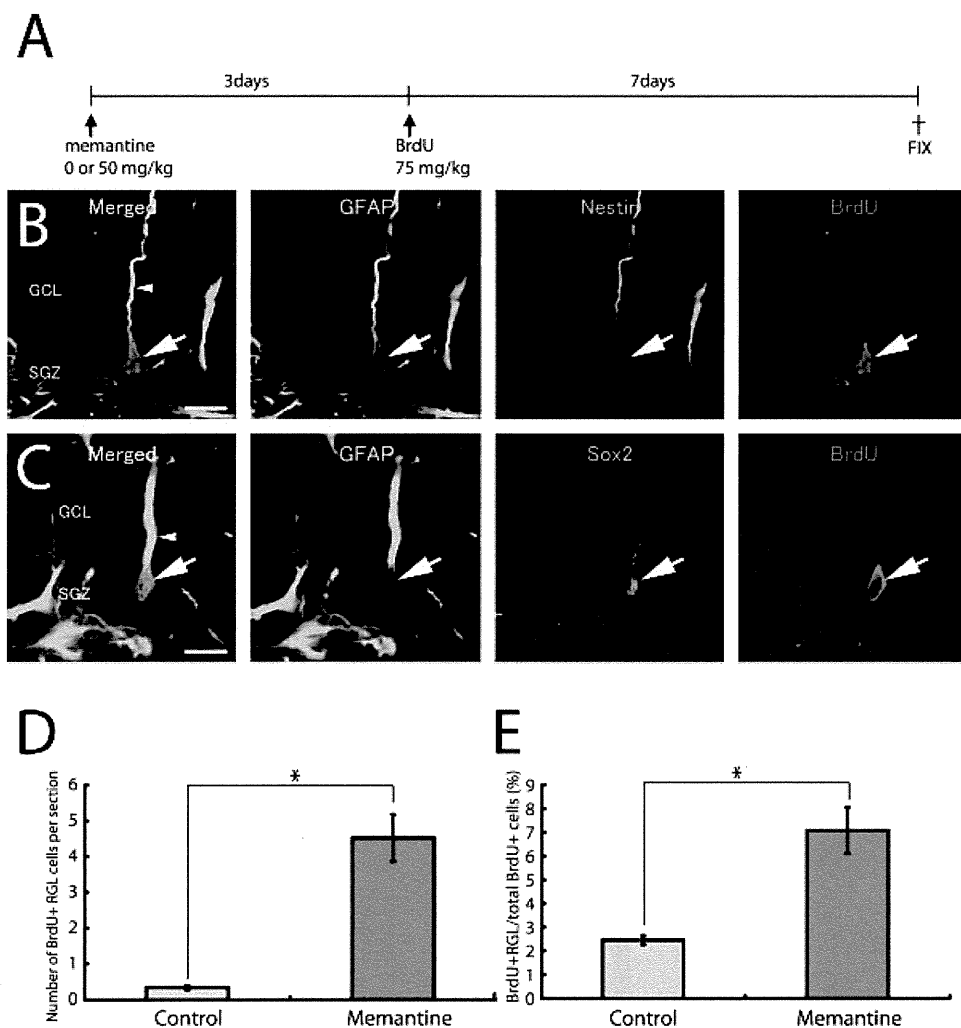 A
3days
7days
memantine
0 or 50 mg/kg
BrdU
75 mg/kg
FIX
B
Merged
GFAP
Nestin
BrdU
GCL
SGZ
C
Merged
GFAP
Sox2
BrdU
GCL
SGZ
D
Number of BrdU+ RGL cells per section
6
5
4
3
2
1
0
*
Control
Memantine
E
BrdU+RGL/total BrdU+ cells (%)
9
8
7
6
5
4
3
2
1
0
*
Control
Memantine